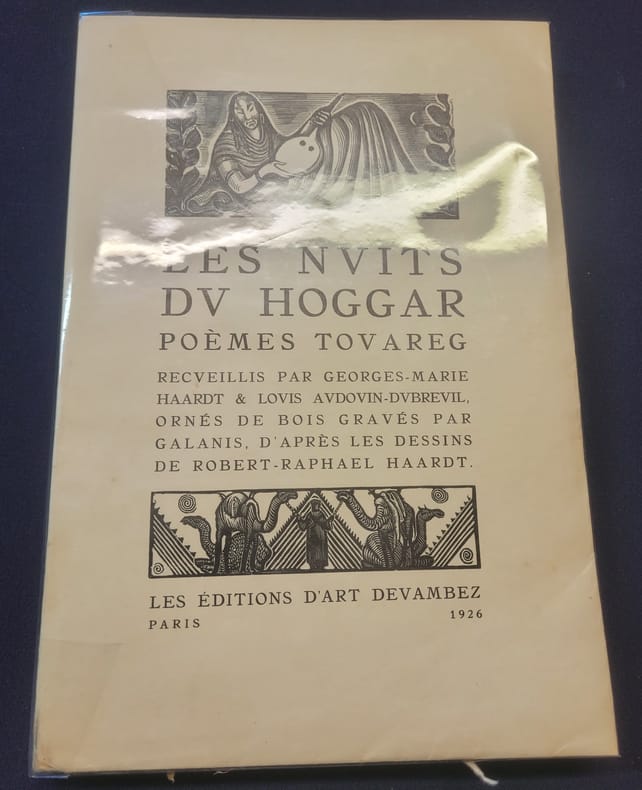 LES NVITS
DV HOGGAR
POÈMES TOVAREG
RECVEILLIS PAR GEORGES-MARIE
HAARDT & LOVIS AVDOVIN-DVBREVIL,
ORNÉS DE BOIS GRAVÉS PAR
GALANIS, D'APRÈS LES DESSINS
DE ROBERT-RAPHAEL HAARDT.
LES ÉDITIONS D'ART DEVAMBEZ
PARIS 1926